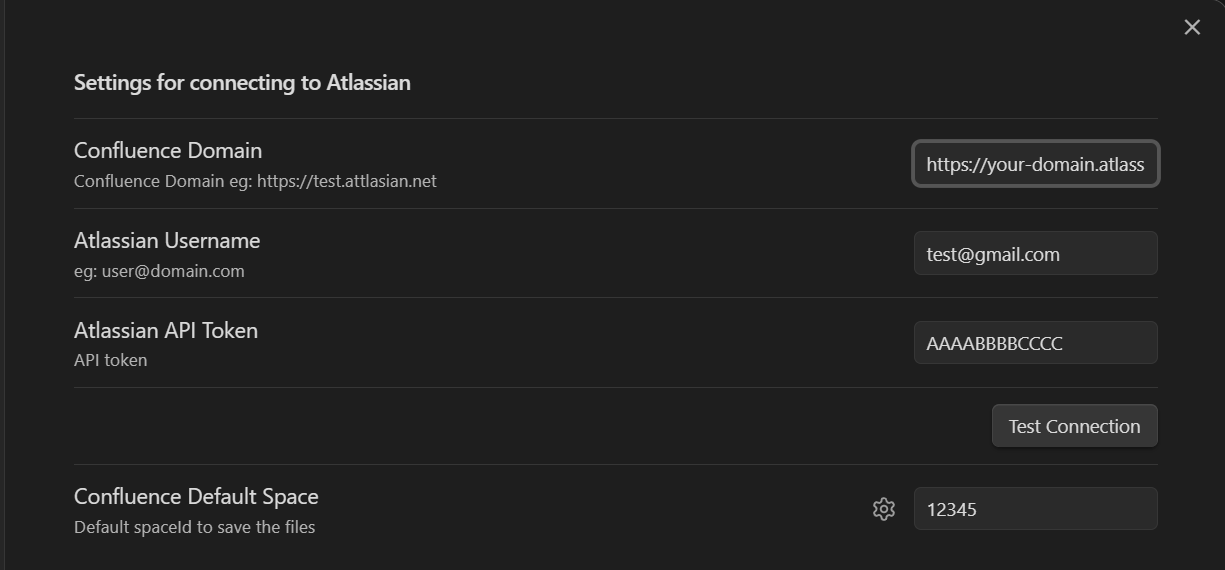 Settings for connecting to Atlassian
Confluence Domain
Confluence Domain eg: https://test.attlasian.net
https://your-domain.atlass
Atlassian Username
eg: user@domain.com
test@gmail.com
Atlassian API Token
API token
AAAABBBBCCCC
Test Connection
Confluence Default Space
Default spaceId to save the files
12345